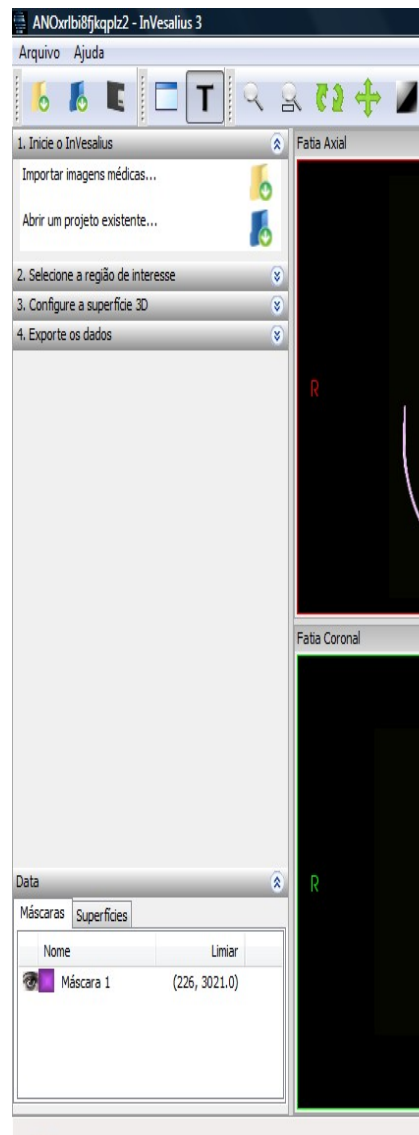 ANOxrlbi8fjkqplz2 - InVesalius 3
Arquivo Ajuda
T
1. Inicie o InVesalius
Importar imagens médicas...
Abrir um projeto existente...
2. Selecione a região de interesse
3. Configure a superfície 3D
4. Exporte os dados
Data
Máscaras Superfícies
Nome Limiar
Máscara 1 (226, 3021.0)
Fatia Axial
R
Fatia Coronal
R